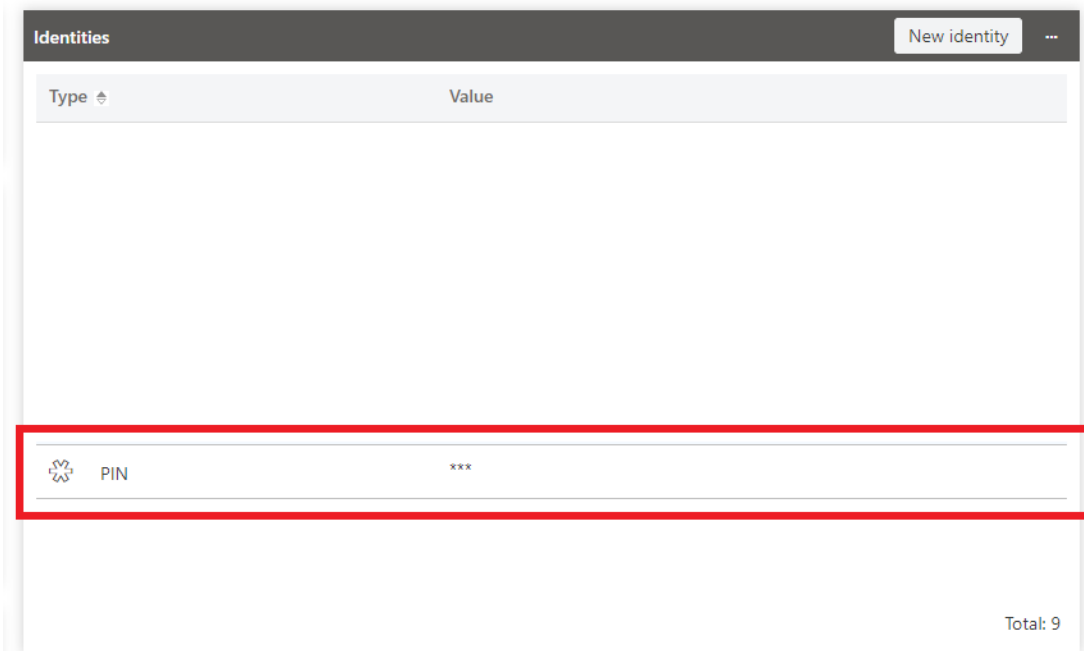 Identities New identity ...
Type Value
PIN ***
Total: 9